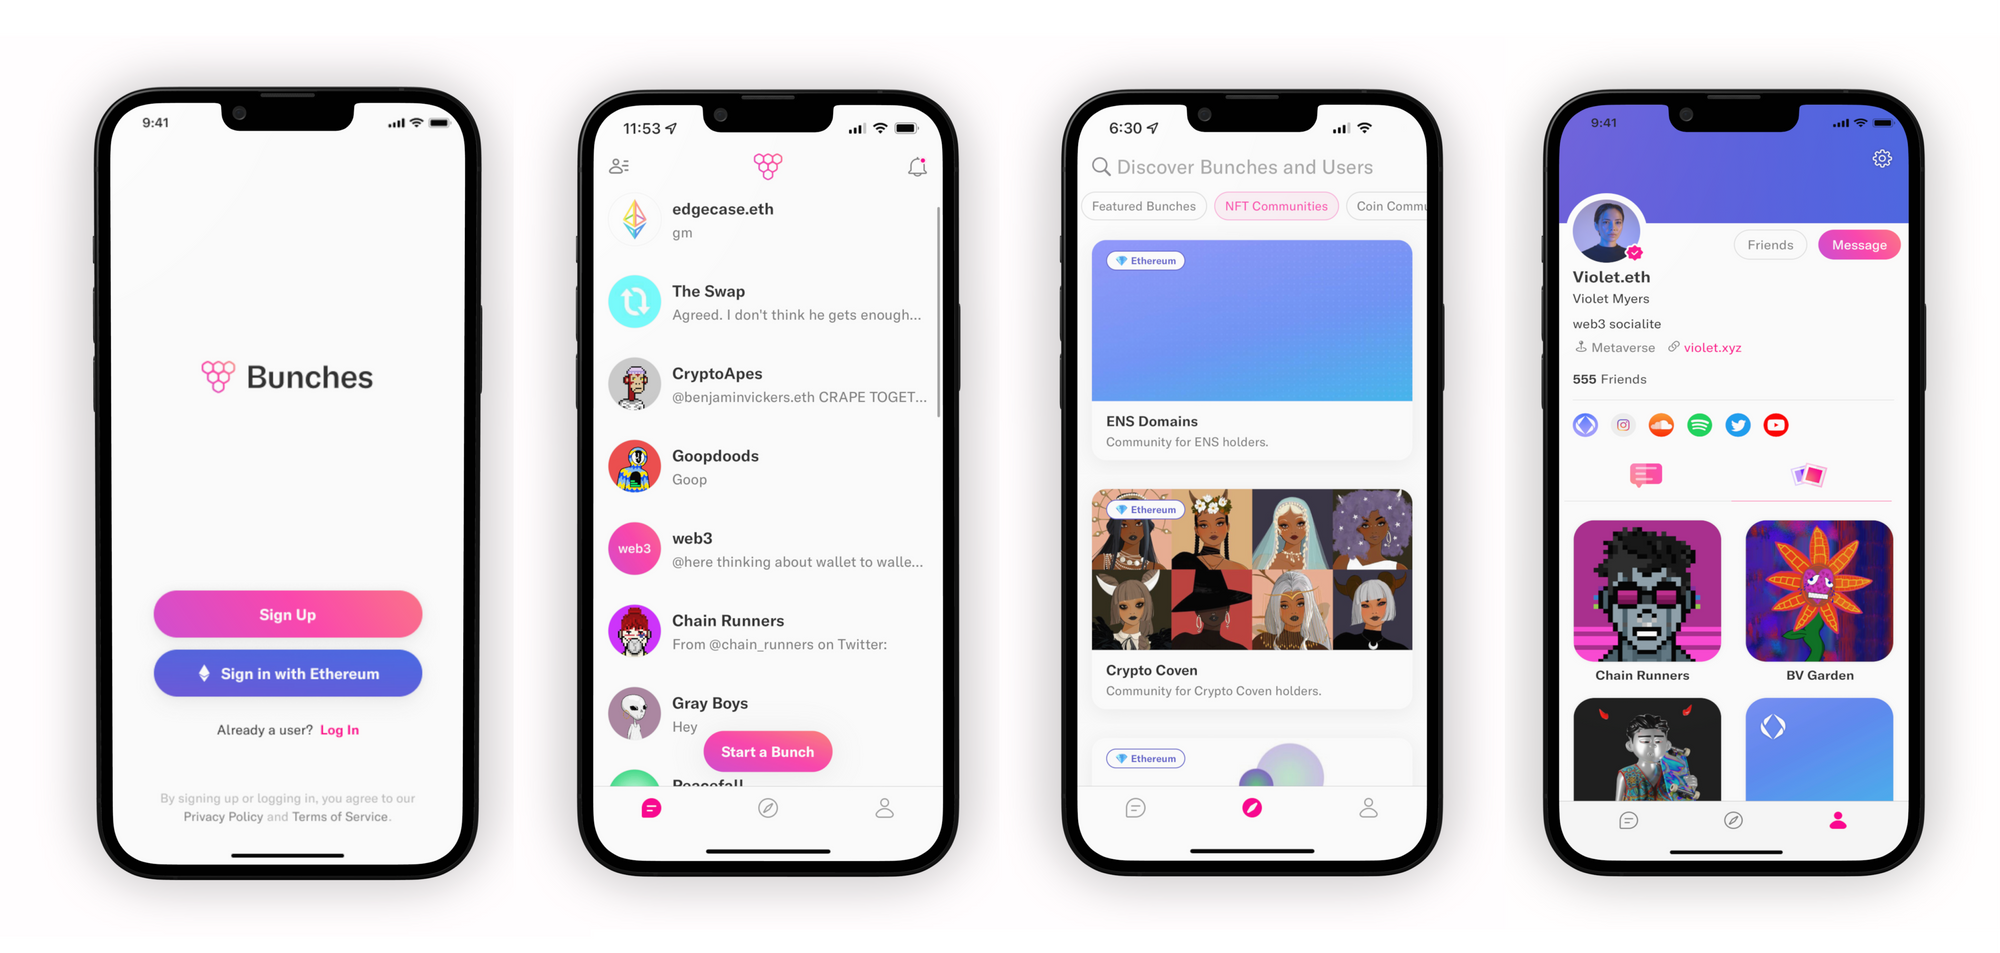 9:41
Bunches
Sign Up
Sign in with Ethereum
Already a user? Log In
By signing up or logging in, you agree to our
Privacy Policy and Terms of Service.
11:53
edgecase.eth
gm
The Swap
Agreed. I don't think he gets enough...
CryptoApes
@benjaminvickers.eth CRAPE TOGET...
Goopdoods
Goop
web3
web3
@here thinking about wallet to walle...
Chain Runners
From @chain_runners on Twitter:
Gray Boys
Hey
Start a Bunch
Peacefall
6:30
Discover Bunches and Users
Featured Bunches NFT Communities Coin Commu
Ethereum
ENS Domains
Community for ENS holders.
Ethereum
Crypto Coven
Community for Crypto Coven holders.
Ethereum
9:41
Friends Message
Violet.eth
Violet Myers
web3 socialite
Metaverse violet.xyz
555 Friends
Chain Runners BV Garden